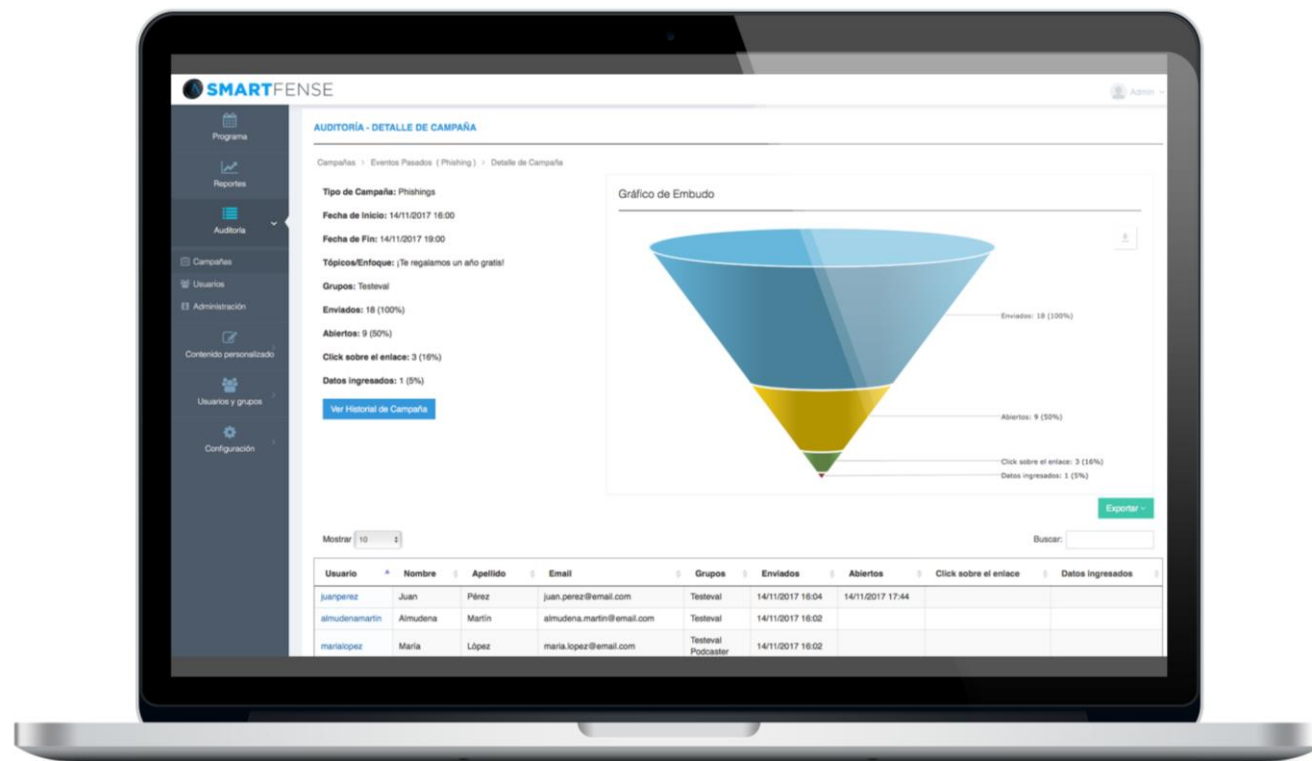 SMARTFENSE
Admin
Programa
Reportes
Auditoría
Campañas
Usuarios
Administración
Contenido personalizado
Usuarios y grupos
Configuración
AUDITORÍA - DETALLE DE CAMPAÑA
Campañas > Eventos Pasados ( Phishing ) > Detalle de Campaña
Tipo de Campaña: Phishings
Fecha de Inicio: 14/11/2017 16:00
Fecha de Fin: 14/11/2017 19:00
Tópicos/Enfoque: ¡Te regalamos un año gratis!
Grupos: Testeval
Enviados: 18 (100%)
Abiertos: 9 (50%)
Click sobre el enlace: 3 (16%)
Datos ingresados: 1 (5%)
Ver Historial de Campaña
Gráfico de Embudo
Enviados: 18 (100%)
Abiertos: 9 (50%)
Click sobre el enlace: 3 (16%)
Datos ingresados: 1 (5%)
Exportar
Mostrar 10
Buscar:
Usuario Nombre Apellido Email Grupos Enviados Abiertos Click sobre el enlace Datos ingresados
juanperez Juan Pérez juan.perez@email.com Testeval 14/11/2017 16:04 14/11/2017 17:44
almudenamartin Almudena Martín almudena.martin@email.com Testeval 14/11/2017 16:02
marialopez María López maria.lopez@email.com Testeval Podcaster 14/11/2017 16:02